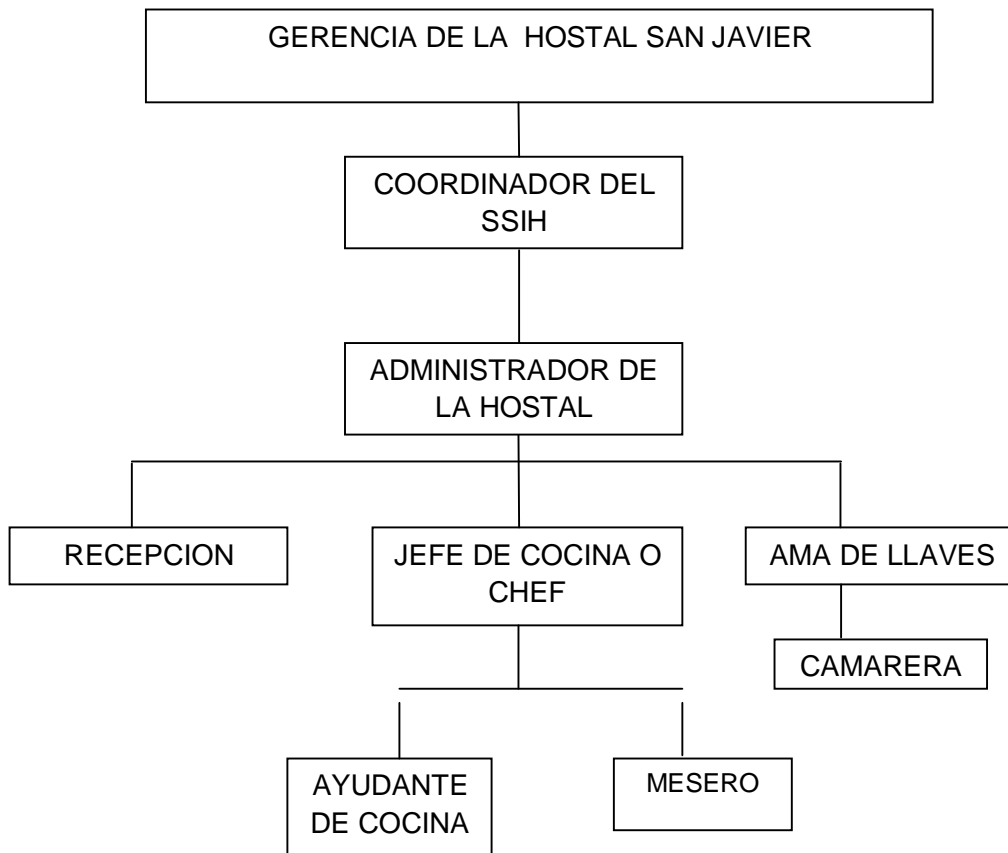 GERENCIA DE LA HOSTAL SAN JAVIER
COORDINADOR DEL
SSIH
ADMINISTRADOR DE
LA HOSTAL
RECEPCION
JEFE DE COCINA O
CHEF
AMA DE LLAVES
CAMARERA
AYUDANTE
DE COCINA
MESERO